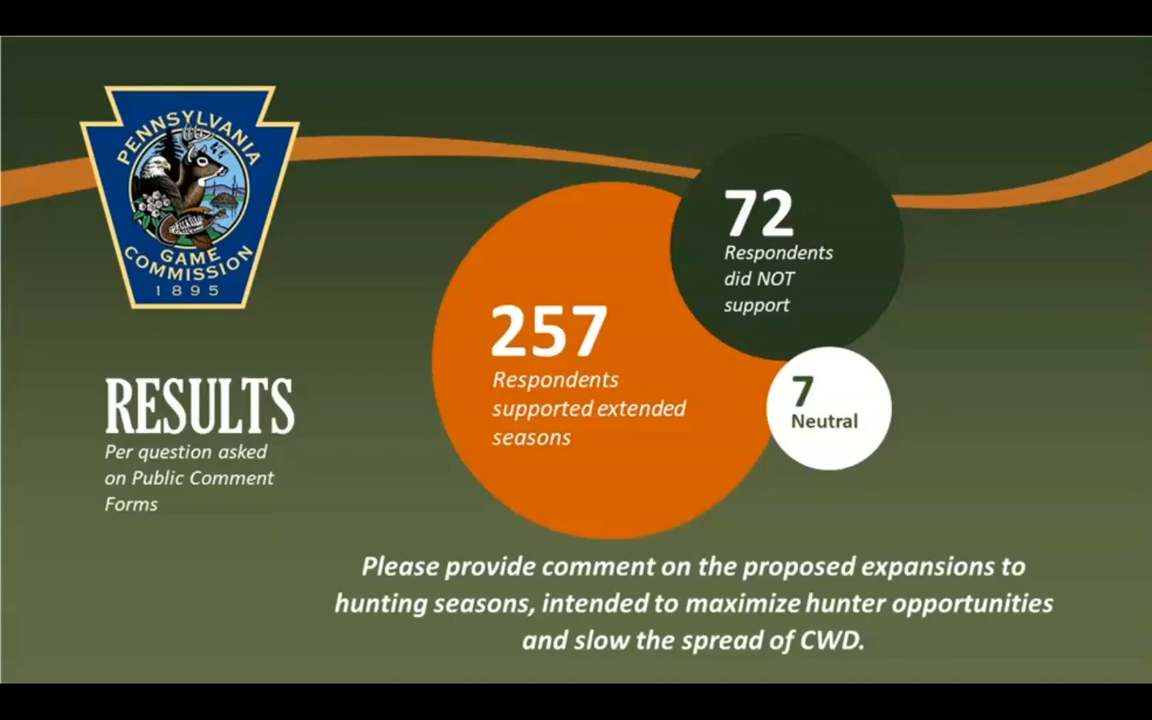 PENNSYLVANIA
GAME
COMMISSION
1895
RESULTS
Per question asked
on Public Comment
Forms
257
Respondents
supported extended
seasons
72
Respondents
did NOT
support
7
Neutral
Please provide comment on the proposed expansions to
hunting seasons, intended to maximize hunter opportunities
and slow the spread of CWD.